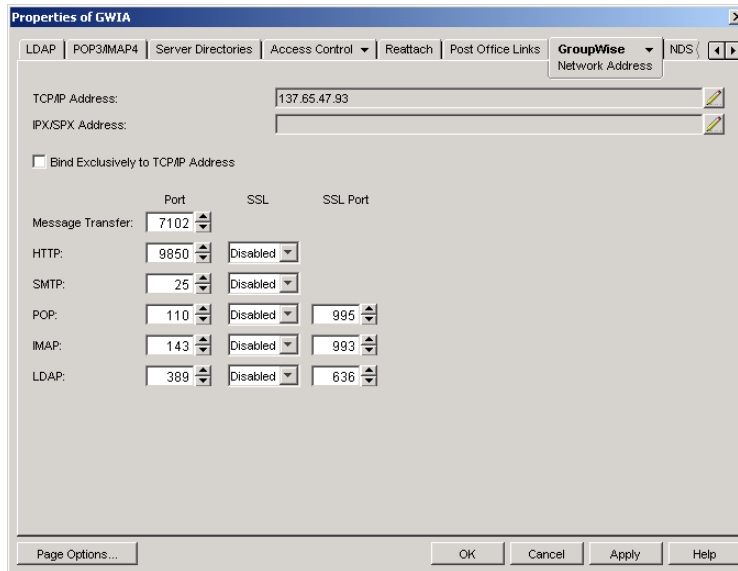 Properties of GWIA
LDAP POP3/IMAP4 Server Directories Access Control Reattach Post Office Links GroupWise NDS
Network Address
TCP/IP Address: 137.65.47.93
IPX/SPX Address:
Bind Exclusively to TCP/IP Address
Port SSL SSL Port
Message Transfer: 7102
HTTP: 9850 Disabled
SMTP: 25 Disabled
POP: 110 Disabled 995
IMAP: 143 Disabled 993
LDAP: 389 Disabled 636
Page Options... OK Cancel Apply Help